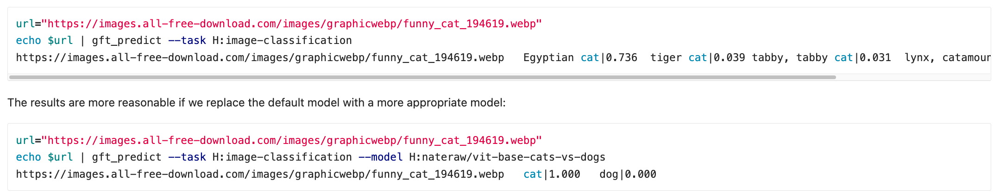 url="https://images.all-free-download.com/images/graphicwebp/funny_cat_194619.webp"
echo $url | gft_predict --task H:image-classification
https://images.all-free-download.com/images/graphicwebp/funny_cat_194619.webp   Egyptian cat|0.736  tiger cat|0.039 tabby, tabby cat|0.031  lynx, catamour
The results are more reasonable if we replace the default model with a more appropriate model:
url="https://images.all-free-download.com/images/graphicwebp/funny_cat_194619.webp"
echo $url | gft_predict --task H:image-classification --model H:nateraw/vit-base-cats-vs-dogs
https://images.all-free-download.com/images/graphicwebp/funny_cat_194619.webp   cat|1.000   dog|0.000